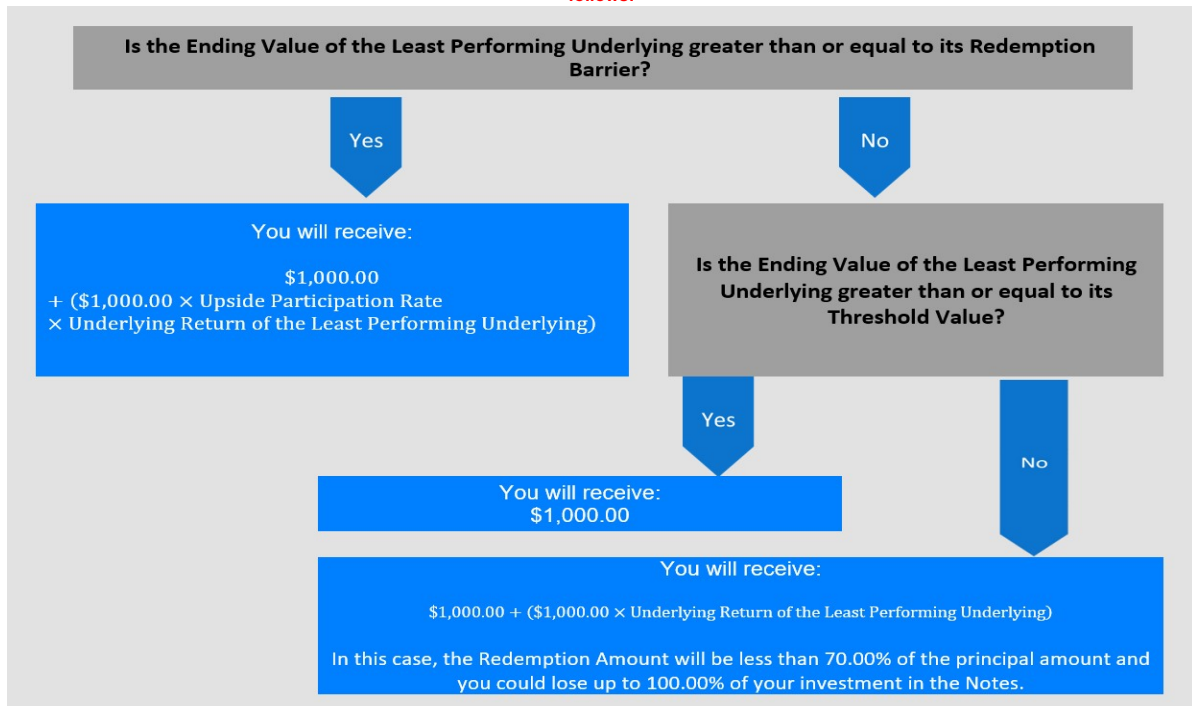 Is the Ending Value of the Least Performing Underlying greater than or equal to its Redemption
Barrier?
Yes
No
You will receive:
$1,000.00
+ ($1,000.00 × Upside Participation Rate
× Underlying Return of the Least Performing Underlying)
Is the Ending Value of the Least Performing
Underlying greater than or equal to its
Threshold Value?
Yes
No
You will receive:
$1,000.00
You will receive:
$1,000.00 + ($1,000.00 × Underlying Return of the Least Performing Underlying)
In this case, the Redemption Amount will be less than 70.00% of the principal amount and
you could lose up to 100.00% of your investment in the Notes.